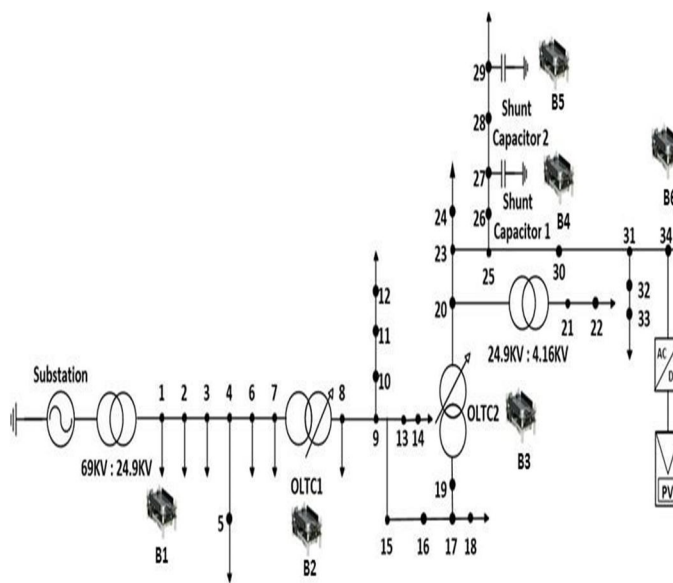 29
B5
Shunt
Capacitor 2
28
27
B4
B6
Shunt
Capacitor 1
24
26
23
25
30
31
34
32
33
20
21
22
24.9KV : 4.16KV
12
11
10
Substation
1
2
3
4
6
7
8
9
13
14
OLTC2
B3
69KV : 24.9KV
OLTC1
19
5
B1
B2
15
16
17
18
AC
PV